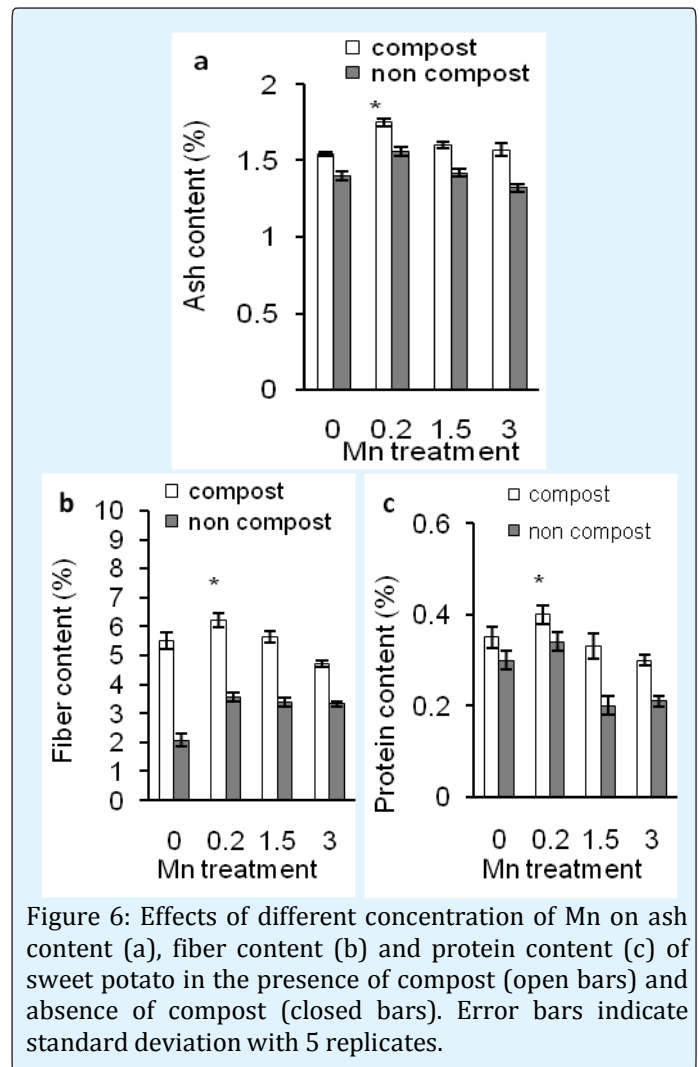 a
compost
non compost
2
1.5
1
0.5
0
Ash content (%)
*
0 0.2 1.5 3
Mn treatment
b
compost
non compost
10
9
8
7
6
5
4
3
2
1
0
Fiber content (%)
*
0 0.2 1.5 3
Mn treatment
c
compost
non compost
0.6
0.4
0.2
0
Protein content (%)
*
0 0.2 1.5 3
Mn treatment
Figure 6: Effects of different concentration of Mn on ash
content (a), fiber content (b) and protein content (c) of
sweet potato in the presence of compost (open bars) and
absence of compost (closed bars). Error bars indicate
standard deviation with 5 replicates.